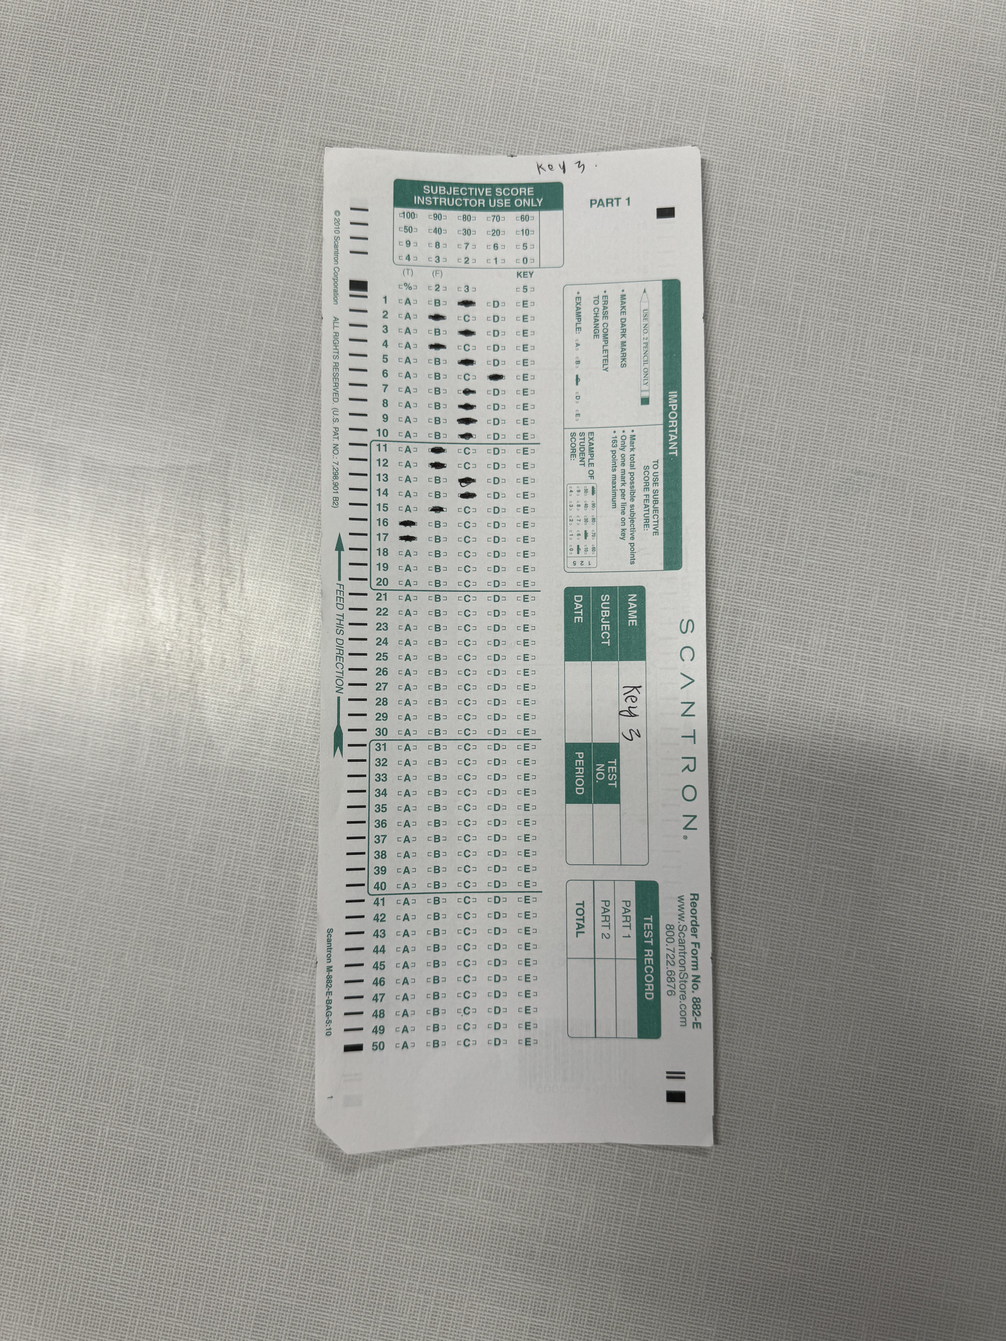 Key 3.
SUBJECTIVE SCORE
INSTRUCTOR USE ONLY
PART 1
100 90 80 70 60
50 40 30 20 10
9 8 7 6 5
4 3 2 1 0
(T) (F) KEY
% 2 3 5
1 A B D E
2 A C D E
3 A B D E
4 A C D E
5 A B D E
6 A B C E
7 A B D E
8 A B D E
9 A B D E
10 A B D E
11 A C D E
12 A C D E
13 A B D E
14 A B D E
15 A C D E
16 B C D E
17 B C D E
18 A B C D E
19 A B C D E
20 A B C D E
21 A B C D E
22 A B C D E
23 A B C D E
24 A B C D E
25 A B C D E
26 A B C D E
27 A B C D E
28 A B C D E
29 A B C D E
30 A B C D E
31 A B C D E
32 A B C D E
33 A B C D E
34 A B C D E
35 A B C D E
36 A B C D E
37 A B C D E
38 A B C D E
39 A B C D E
40 A B C D E
41 A B C D E
42 A B C D E
43 A B C D E
44 A B C D E
45 A B C D E
46 A B C D E
47 A B C D E
48 A B C D E
49 A B C D E
50 A B C D E
© 2010 Scantron Corporation ALL RIGHTS RESERVED. (U.S. PAT. NO.: 7,298,901 B2)
FEED THIS DIRECTION
Scantron M-882-E-BAG-5:10
1
IMPORTANT
USE NO. 2 PENCIL ONLY
• MAKE DARK MARKS
• ERASE COMPLETELY
TO CHANGE
• EXAMPLE: A B D E
TO USE SUBJECTIVE
SCORE FEATURE:
• Mark total possible subjective points
• Only one mark per line on key
• 163 points maximum
EXAMPLE OF
STUDENT
SCORE:
SCANTRON®
NAME Key 3
SUBJECT
TEST
NO.
DATE
PERIOD
TEST RECORD
PART 1
PART 2
TOTAL
Reorder Form No. 882-E
www.ScantronStore.com
800.722.6876